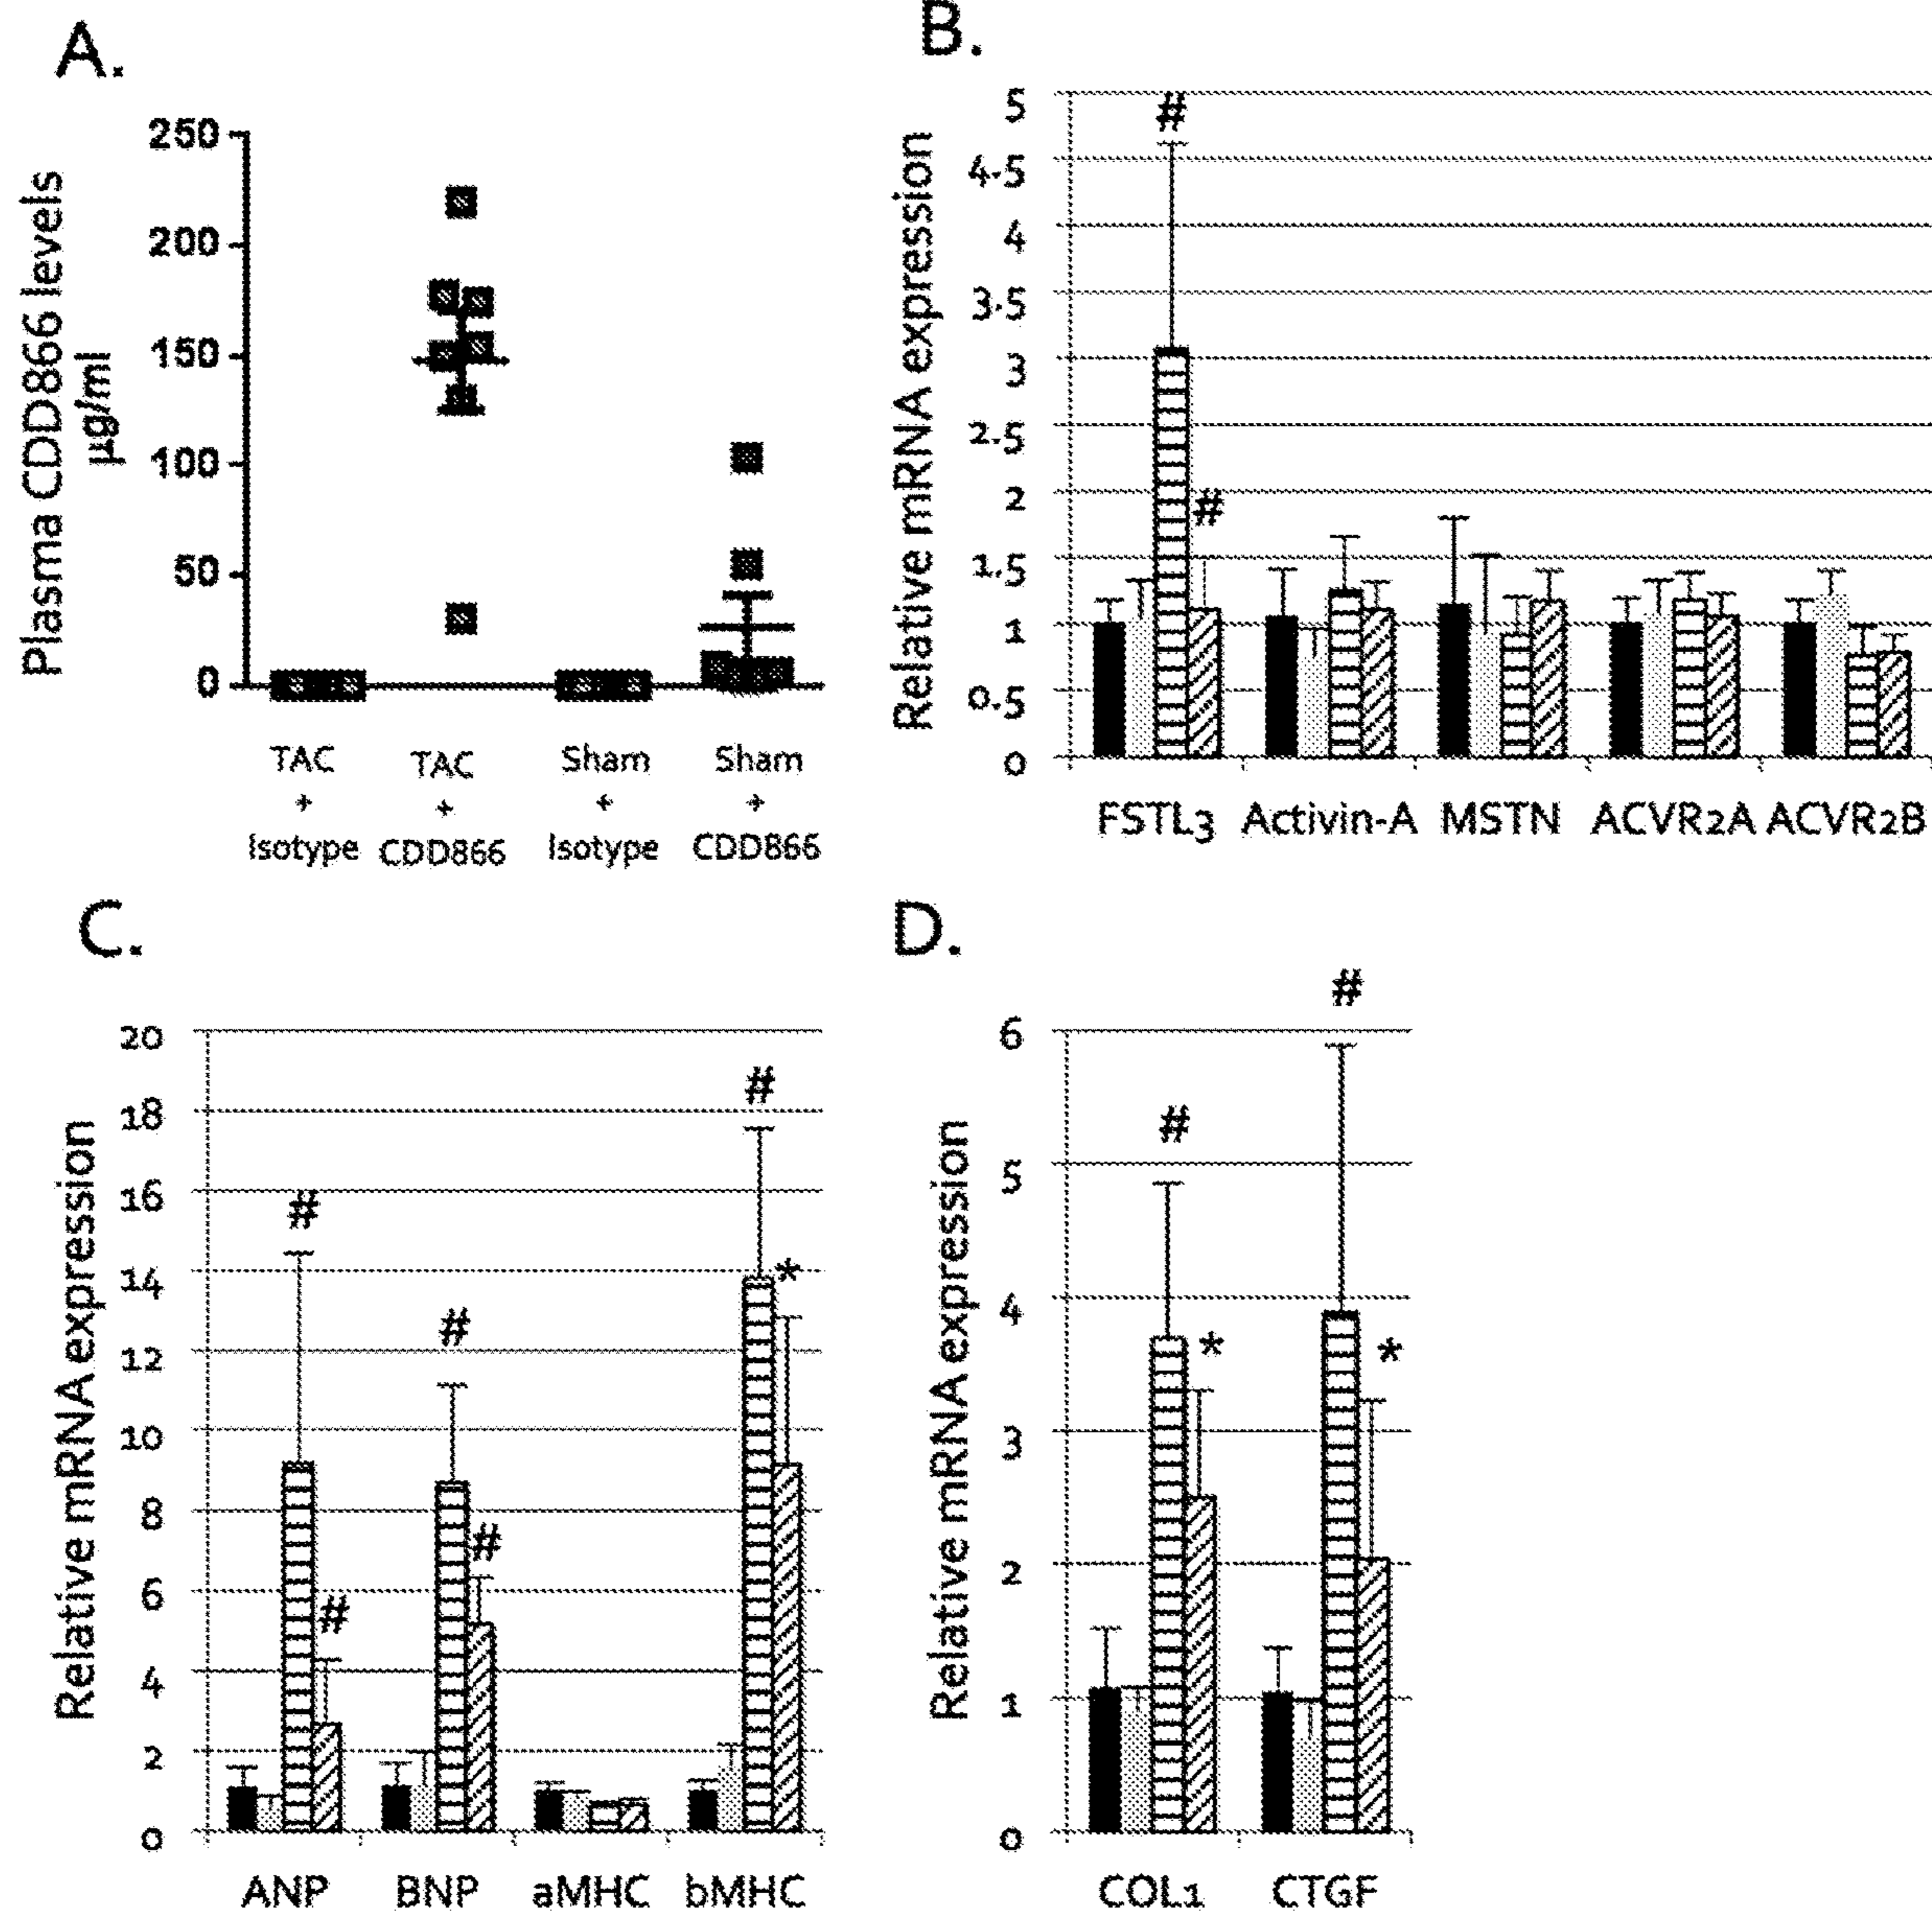 A.
Plasma CDD866 levels
µg/ml
250
200
150
100
50
0
TAC
+
Isotype
TAC
+
CDD866
Sham
+
Isotype
Sham
+
CDD866
B.
Relative mRNA expression
5
4.5
4
3.5
3
2.5
2
1.5
1
0.5
0
#
#
FSTL3 Activin-A MSTN ACVR2A ACVR2B
C.
Relative mRNA expression
20
18
16
14
12
10
8
6
4
2
0
#
#
#
#
#
*
ANP BNP aMHC bMHC
D.
Relative mRNA expression
6
5
4
3
2
1
0
#
*
#
*
COL1 CTGF